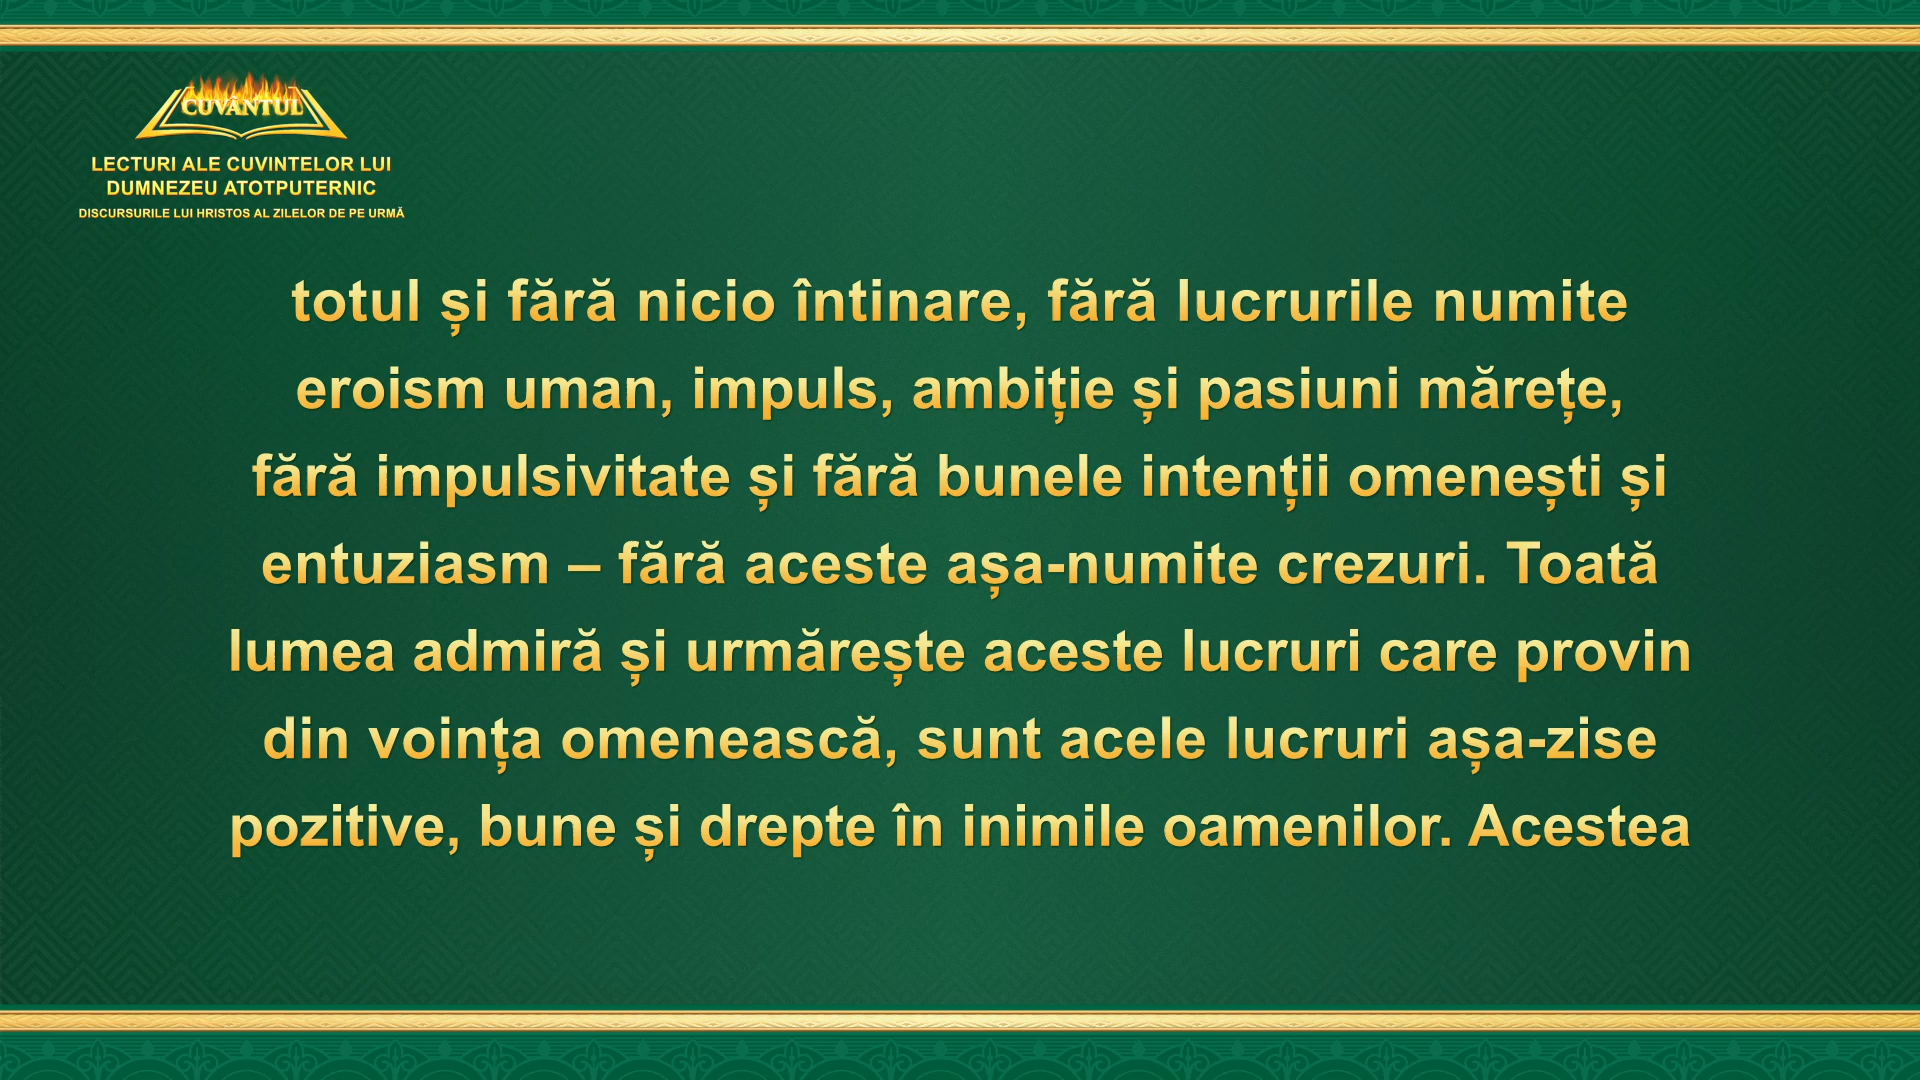 CUVÂNTUL
LECTURI ALE CUVINTELOR LUI
DUMNEZEU ATOTPUTERNIC
DISCURSURILE LUI HRISTOS AL ZILELOR DE PE URMĂ
totul și fără nicio întinare, fără lucrurile numite
eroism uman, impuls, ambiție și pasiuni mărețe,
fără impulsivitate și fără bunele intenții omenești și
entuziasm – fără aceste așa-numite crezuri. Toată
lumea admiră și urmărește aceste lucruri care provin
din voința omenească, sunt acele lucruri așa-zise
pozitive, bune și drepte în inimile oamenilor. Acestea